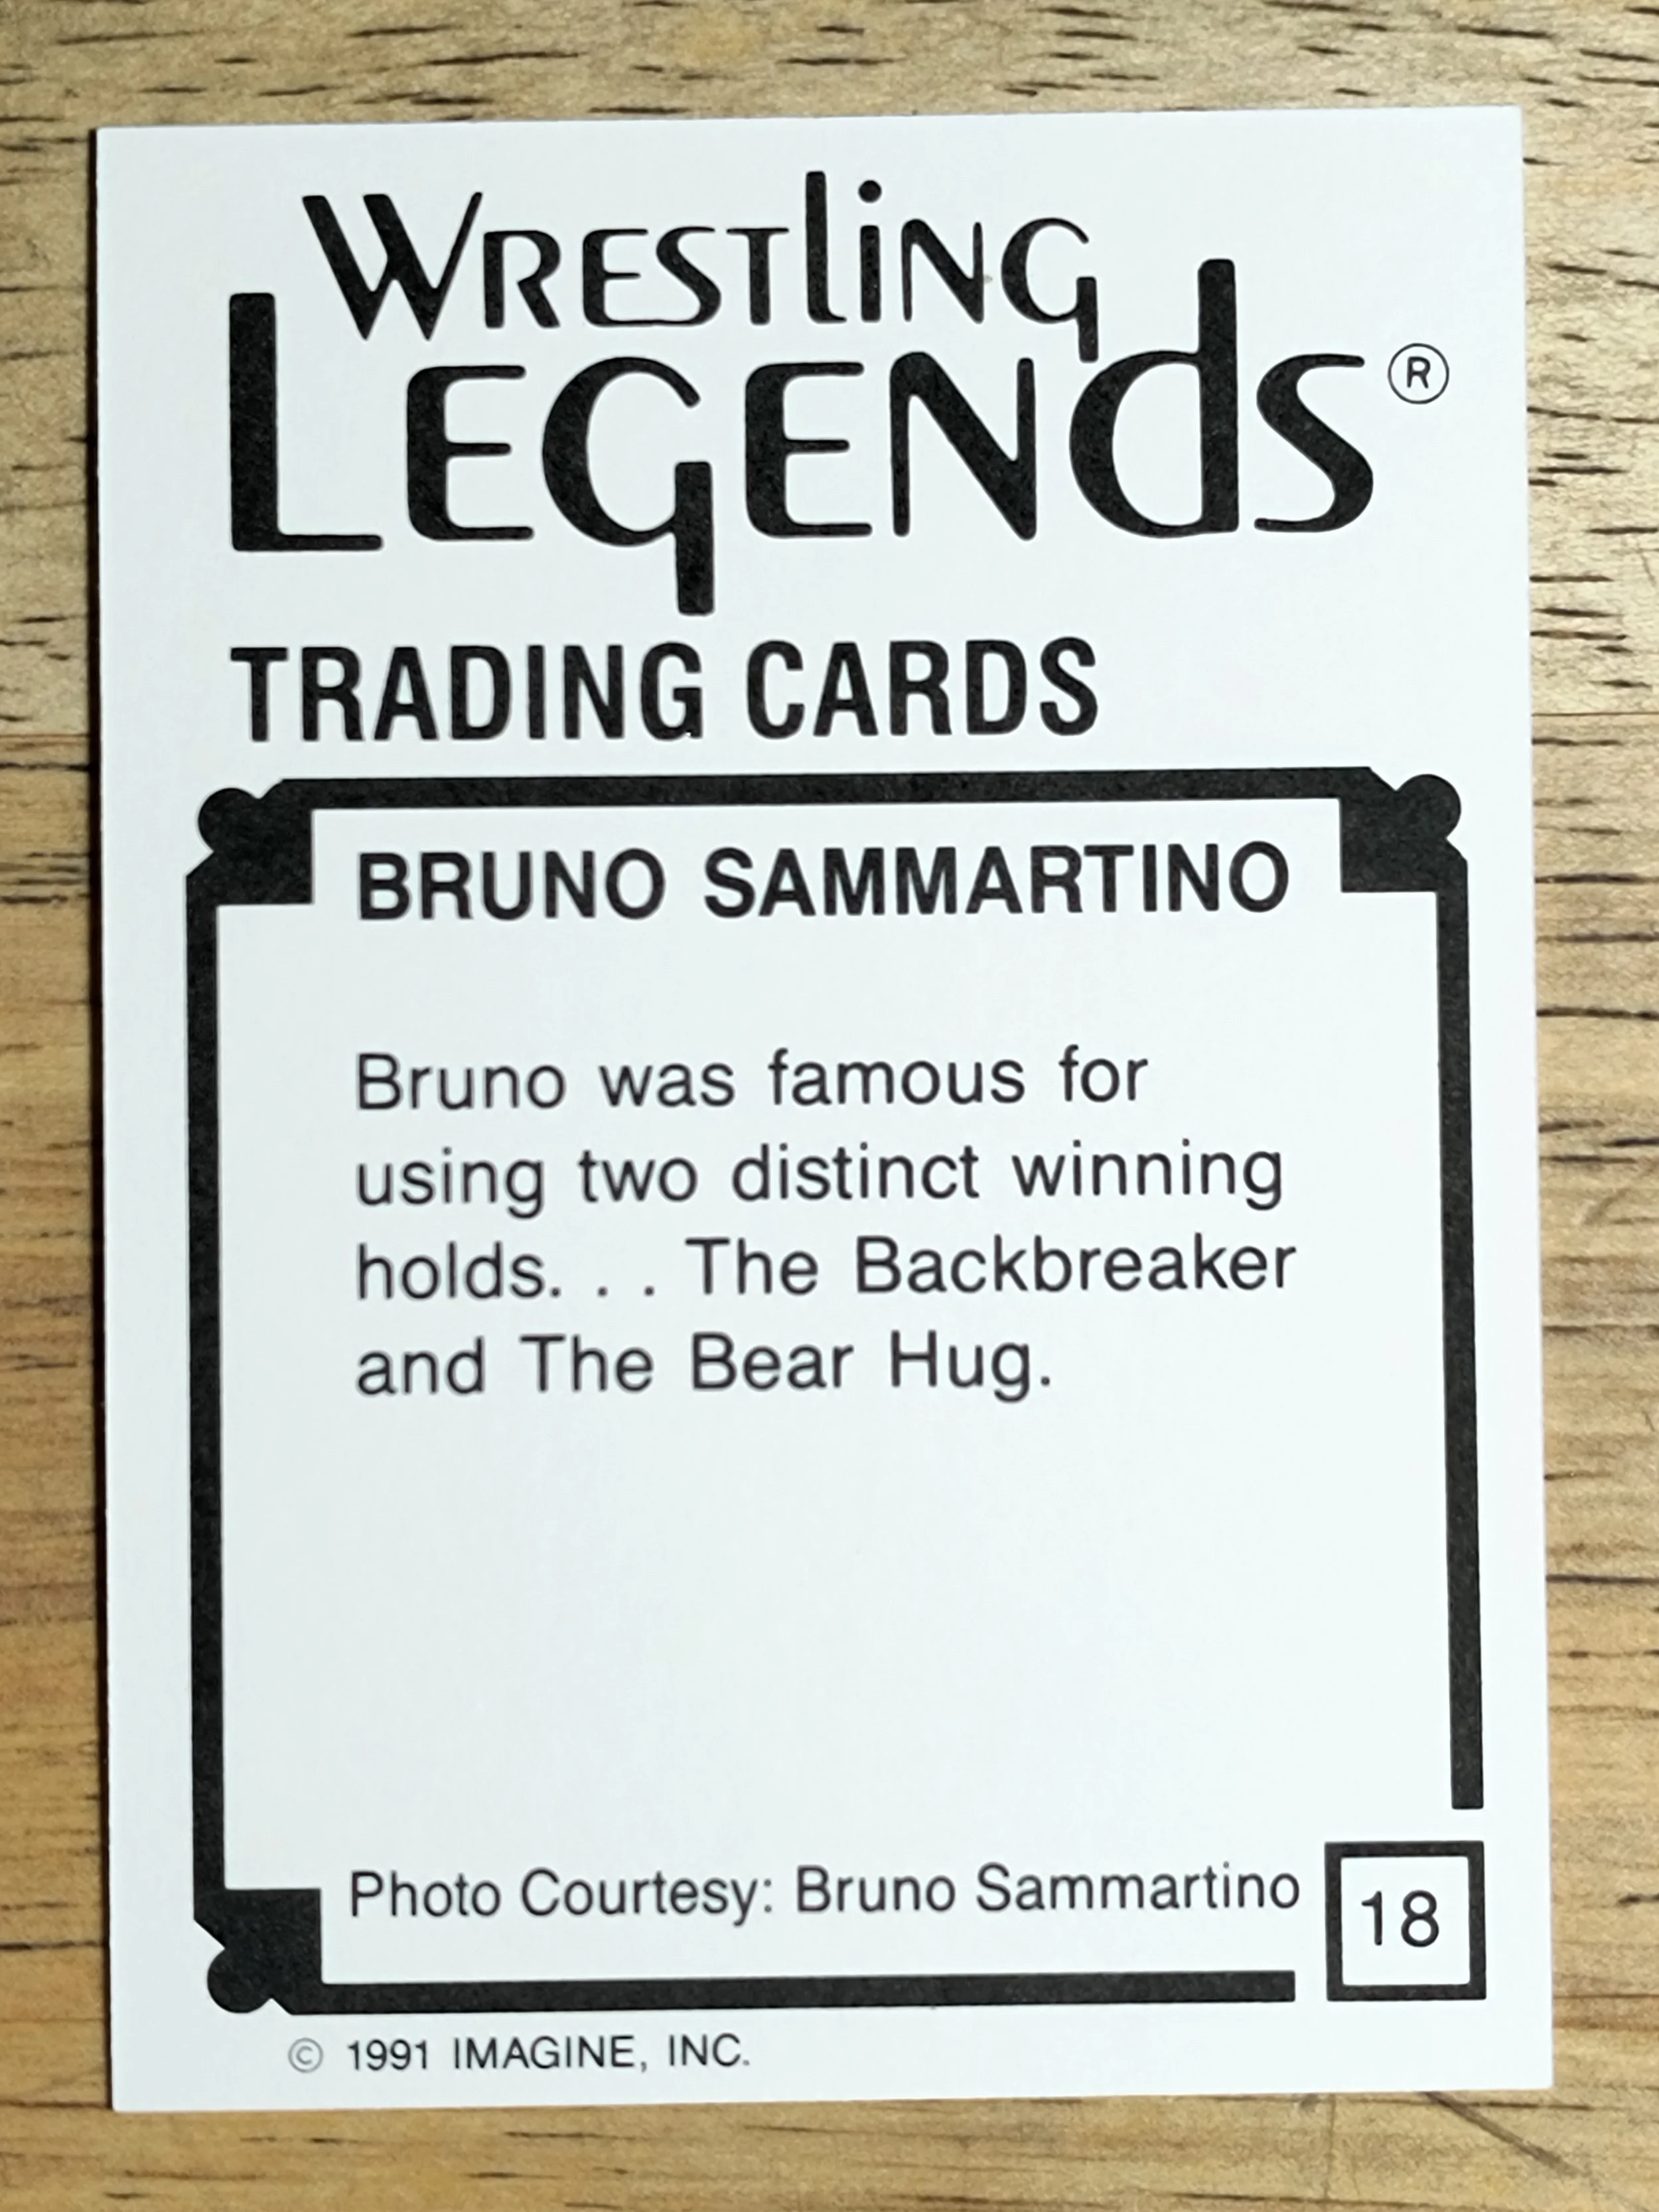 WRESTLiNG
LEGENdS®
TRADING CARDS
BRUNO SAMMARTINO
Bruno was famous for
using two distinct winning
holds. . . The Backbreaker
and The Bear Hug.
Photo Courtesy: Bruno Sammartino
18
© 1991 IMAGINE, INC.